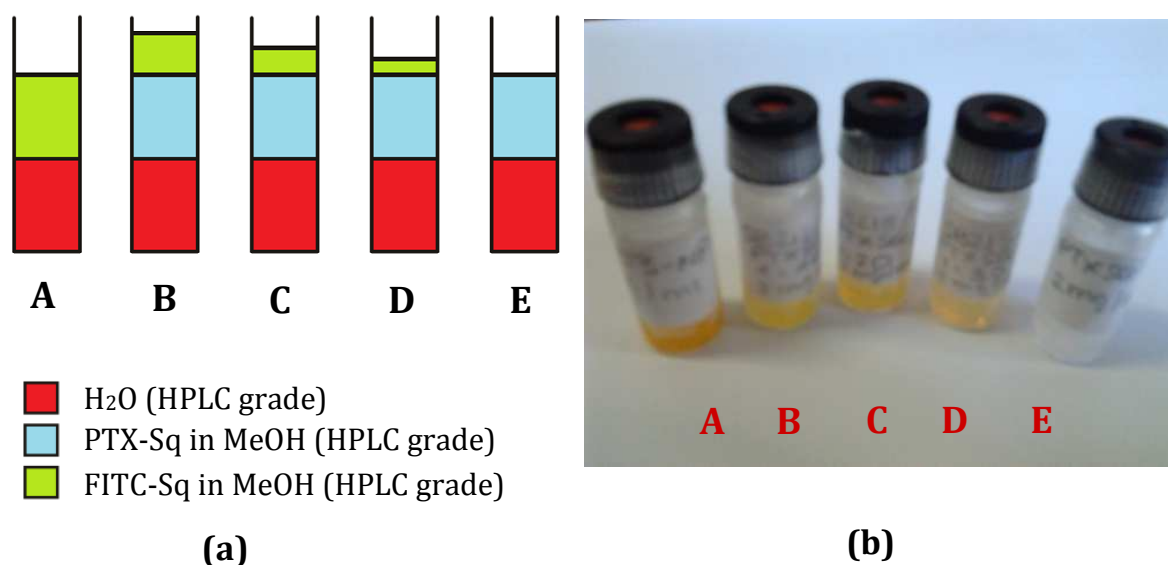 A B C D E
H₂O (HPLC grade)
PTX-Sq in MeOH (HPLC grade)
FITC-Sq in MeOH (HPLC grade)
(a)
A B C D E
(b)